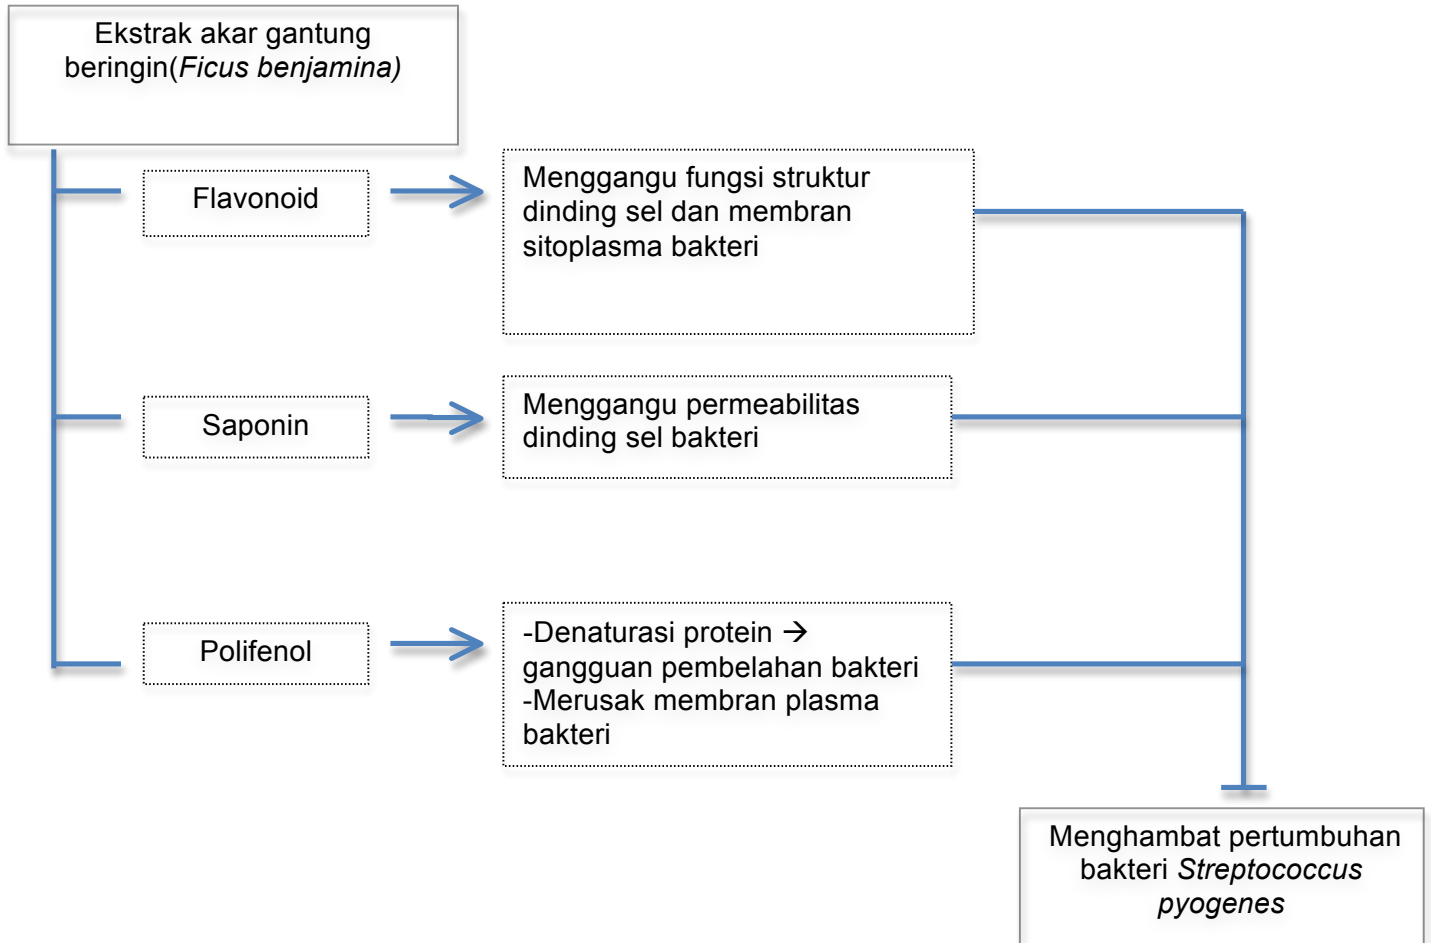 Ekstrak akar gantung
beringin(Ficus benjamina)
Flavonoid
Menggangu fungsi struktur
dinding sel dan membran
sitoplasma bakteri
Saponin
Menggangu permeabilitas
dinding sel bakteri
Polifenol
-Denaturasi protein →
gangguan pembelahan bakteri
-Merusak membran plasma
bakteri
Menghambat pertumbuhan
bakteri Streptococcus
pyogenes